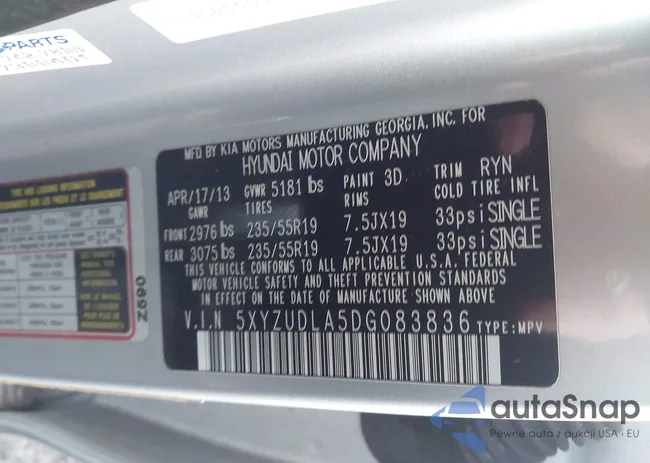 PARTS
MFD BY KIA MOTORS MANUFACTURING GEORGIA, INC. FOR
HYUNDAI MOTOR COMPANY
APR/17/13 GVWR 5181 lbs PAINT 3D TRIM RYN
GAWR TIRES RIMS COLD TIRE INFL
FRONT 2976 lbs 235/55R19 7.5JX19 33psi SINGLE
REAR 3075 lbs 235/55R19 7.5JX19 33psi SINGLE
THIS VEHICLE CONFORMS TO ALL APPLICABLE U.S.A. FEDERAL
MOTOR VEHICLE SAFETY AND THEFT PREVENTION STANDARDS
IN EFFECT ON THE DATE OF MANUFACTURE SHOWN ABOVE
V.I.N 5XYZUDLA5DG083836 TYPE:MPV
Z590
autaSnap
Pewne auta z aukcji USA i EU